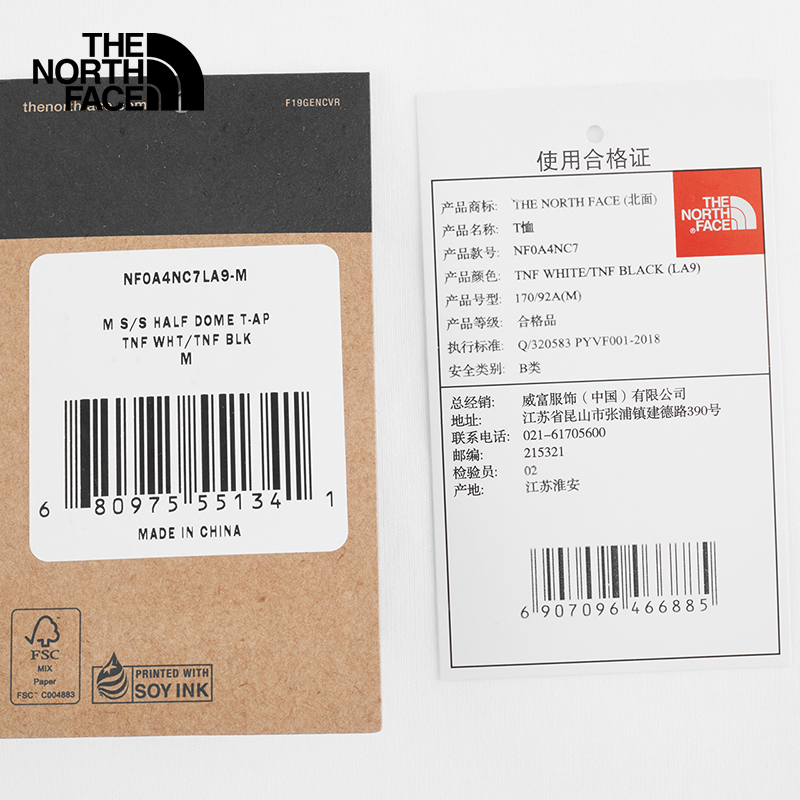 THE
NORTH
FACE
thenorthface.com
F19GENCVR
NF0A4NC7LA9-M
M S/S HALF DOME T-AP
TNF WHT/TNF BLK
M
6 80975 55134 1
MADE IN CHINA
FSC
MIX
Paper
FSC™ C004883
PRINTED WITH
SOY INK
使用合格证
产品商标: THE NORTH FACE (北面)
产品名称: T恤
产品款号: NF0A4NC7
产品颜色: TNF WHITE/TNF BLACK (LA9)
产品号型: 170/92A(M)
产品等级: 合格品
执行标准: Q/320583 PYVF001-2018
安全类别: B类
THE
NORTH
®FACE
总经销: 威富服饰（中国）有限公司
地址: 江苏省昆山市张浦镇建德路390号
联系电话: 021-61705600
邮编: 215321
检验员: 02
产地: 江苏淮安
6 907096 466885